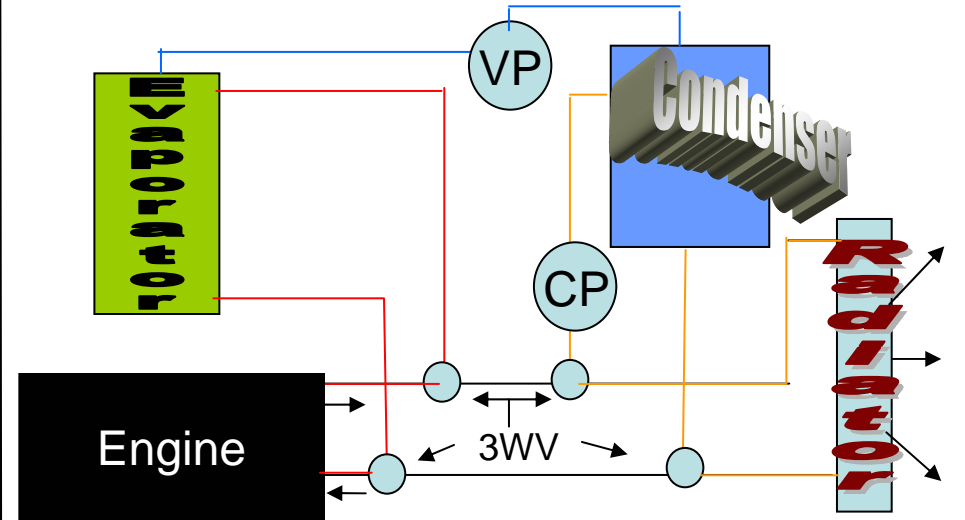 VP
Condenser
Evaporator
CP
Radiator
3WV
Engine